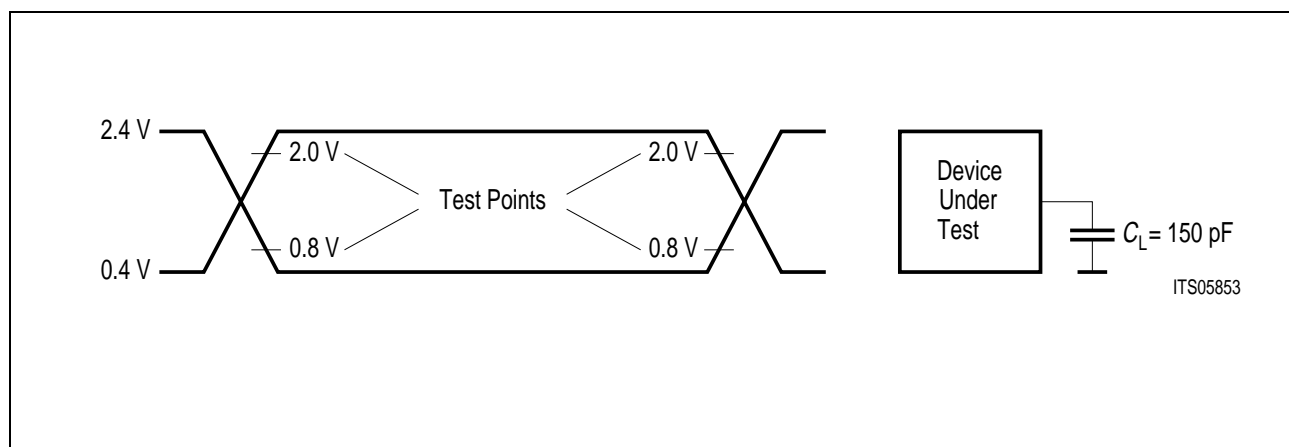 2.4 V
2.0 V
2.0 V
Test Points
0.8 V
0.8 V
0.4 V
Device
Under
Test
C_L = 150 pF
ITS05853